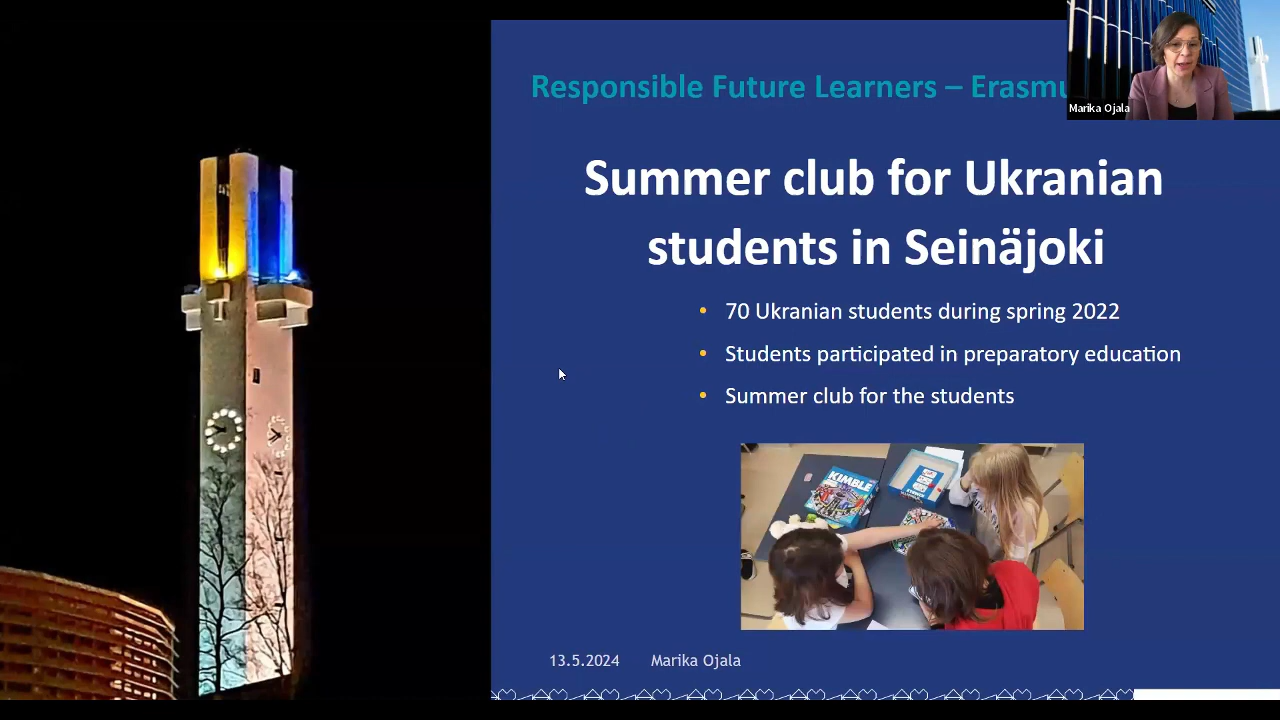 Responsible Future Learners – Erasmu
Marika Ojala
Summer club for Ukranian
students in Seinäjoki
• 70 Ukranian students during spring 2022
• Students participated in preparatory education
• Summer club for the students
KIMBLE
13.5.2024 Marika Ojala